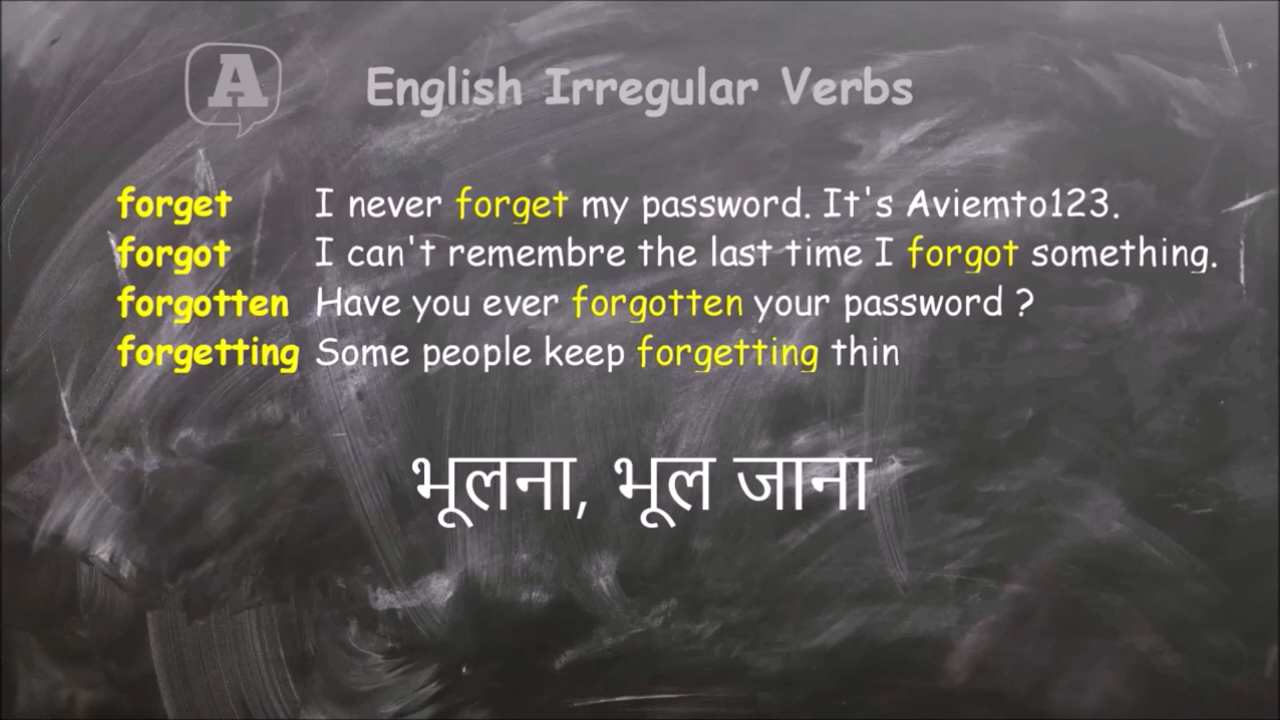 A
English Irregular Verbs
forget I never forget my password. It's Aviemto123.
forgot I can't remembre the last time I forgot something.
forgotten Have you ever forgotten your password ?
forgetting Some people keep forgetting thin
भूलना, भूल जाना